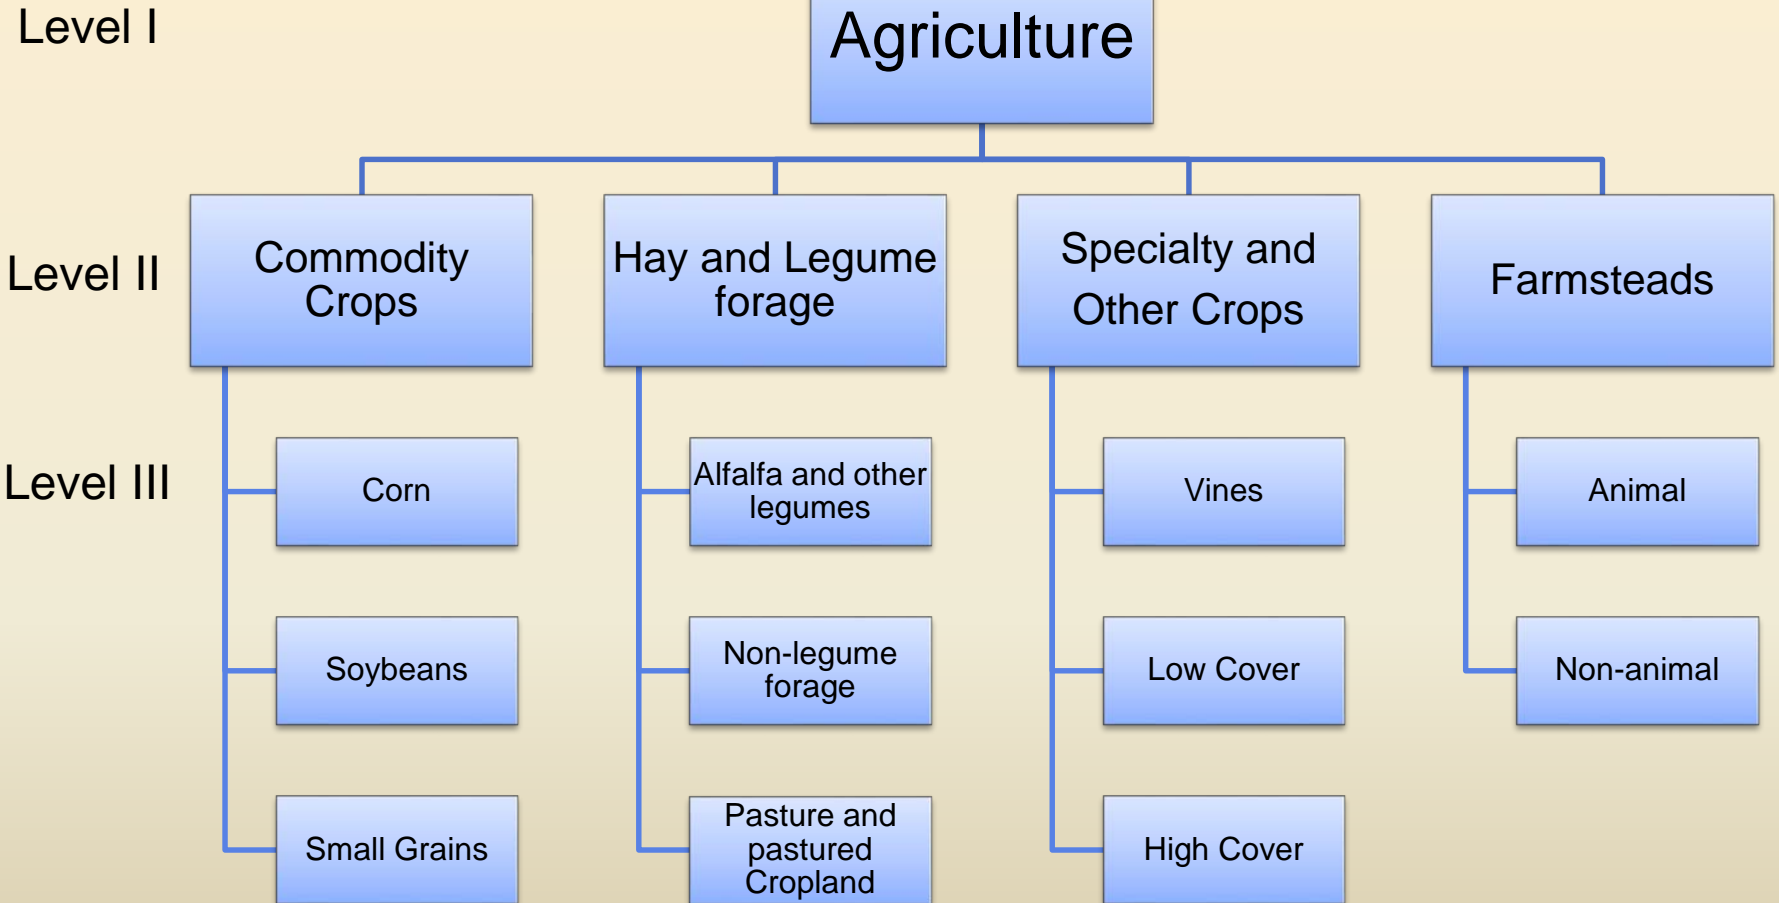 Level I
Agriculture
Level II
Commodity
Crops
Hay and Legume
forage
Specialty and
Other Crops
Farmsteads
Level III
Corn
Alfalfa and other
legumes
Vines
Animal
Soybeans
Non-legume
forage
Low Cover
Non-animal
Small Grains
Pasture and
pastured
Cropland
High Cover